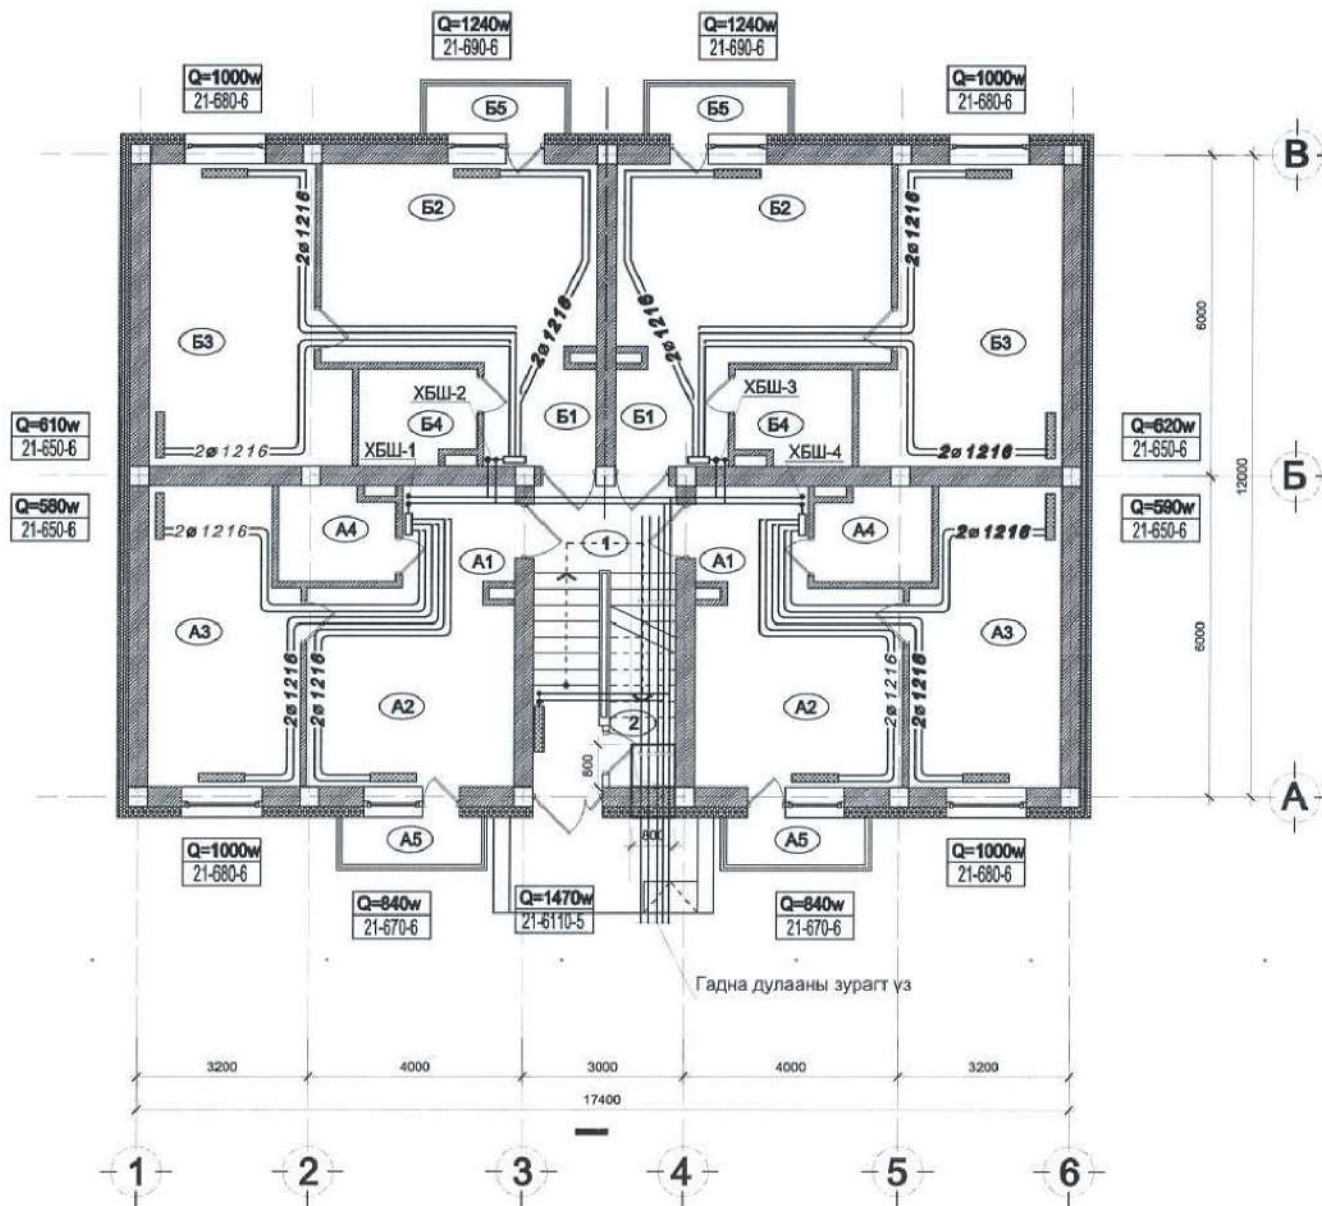 Q=1240w
21-690-6
Q=1240w
21-690-6
Q=1000w
21-680-6
Q=1000w
21-680-6
Б5
Б5
В
Б2
Б2
2ø1216
2ø1216
2ø1216
2ø1216
6000
12000
Б3
Б3
ХБШ-2
ХБШ-3
Б4
Б1
Б1
Б4
Q=610w
21-650-6
Q=620w
21-650-6
2ø1216
ХБШ-1
ХБШ-4
2ø1216
Б
Q=580w
21-650-6
Q=590w
21-650-6
2ø1216
А4
А1
1
А1
А4
2ø1216
А3
А3
6000
2ø1216
2ø1216
2ø1216
2ø1216
А2
2
А2
800
А
А5
800
А5
Q=1000w
21-680-6
Q=1000w
21-680-6
Q=840w
21-670-6
Q=1470w
21-6110-5
Q=840w
21-670-6
Гадна дулааны зурагт үз
3200
4000
3000
4000
3200
17400
1
2
3
4
5
6